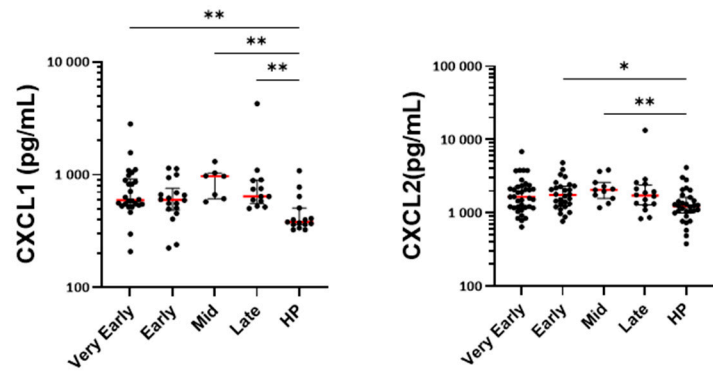 **
**
**
10 000
1 000
100
CXCL1 (pg/mL)
Very Early
Early
Mid
Late
HP
*
**
100 000
10 000
1 000
100
CXCL2(pg/mL)
Very Early
Early
Mid
Late
HP